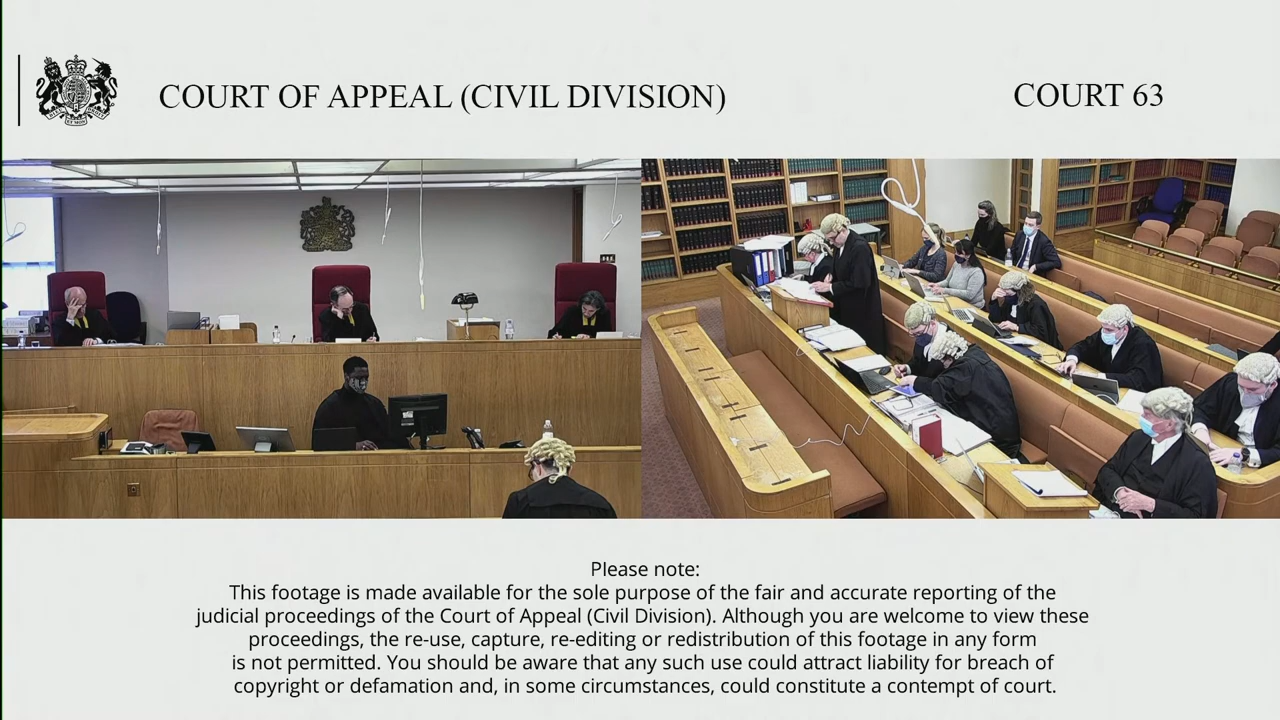 COURT OF APPEAL (CIVIL DIVISION)
COURT 63
Please note:
This footage is made available for the sole purpose of the fair and accurate reporting of the
judicial proceedings of the Court of Appeal (Civil Division). Although you are welcome to view these
proceedings, the re-use, capture, re-editing or redistribution of this footage in any form
is not permitted. You should be aware that any such use could attract liability for breach of
copyright or defamation and, in some circumstances, could constitute a contempt of court.